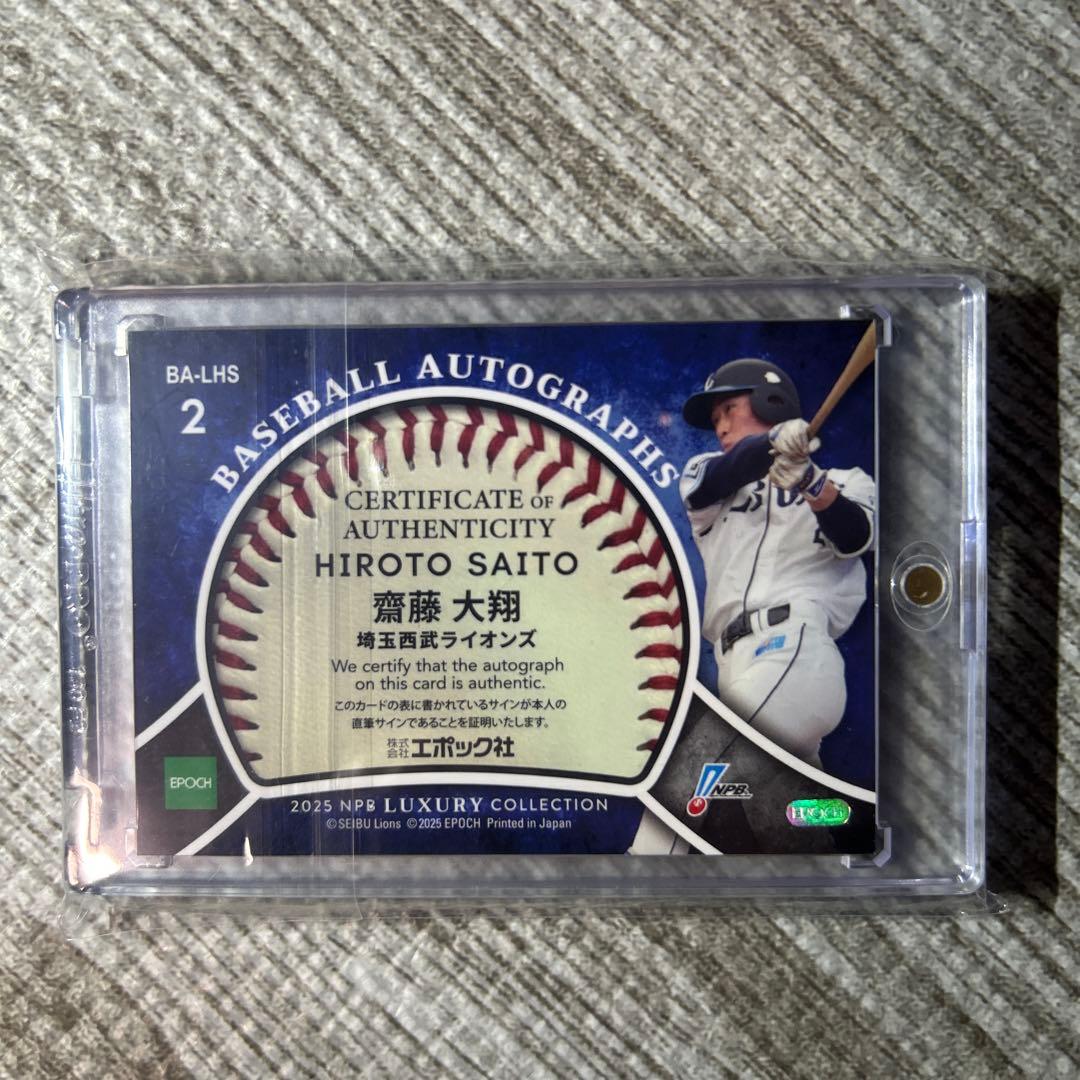 BA-LHS
2
BASEBALL AUTOGRAPHS
CERTIFICATE OF
AUTHENTICITY
HIROTO SAITO
齋藤 大翔
埼玉西武ライオンズ
We certify that the autograph
on this card is authentic.
このカードの表に書かれているサインが本人の
直筆サインであることを証明いたします。
株式会社エポック社
EPOCH
NPB
EPOCH
2025 NPB LUXURY COLLECTION
©SEIBU Lions ©2025 EPOCH Printed in Japan